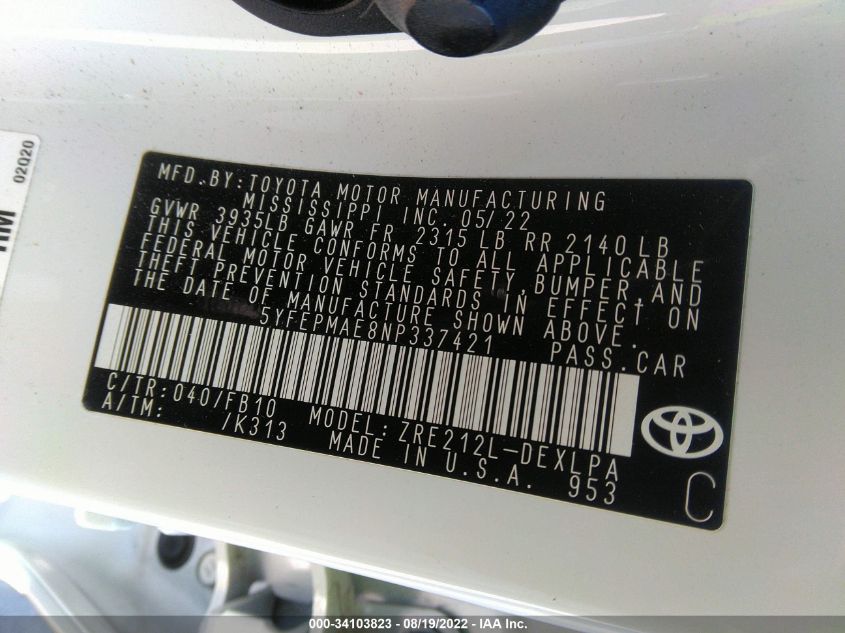 02Q20
MFD.BY:TOYOTA MOTOR MANUFACTURING
MISSISSIPPI INC. 05/22
GVWR 3935LB GAWR FR 2315 LB RR 2140 LB
THIS VEHICLE CONFORMS TO ALL APPLICABLE
FEDERAL MOTOR VEHICLE SAFETY,BUMPER,AND
THEFT PREVENTION STANDARDS IN EFFECT ON
THE DATE OF MANUFACTURE SHOWN ABOVE.
5YFEPMAE8NP337421 PASS.CAR
C/TR:040/FB10 MODEL:ZRE212L-DEXLPA
A/TM: /K313 MADE IN U.S.A. 953
C
000-34103823 - 08/19/2022 - IAA Inc.